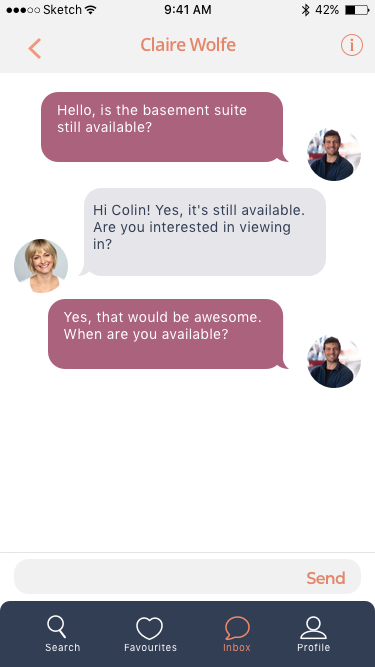 Sketch 9:41 AM 42%
Claire Wolfe
Hello, is the basement suite
still available?
Hi Colin! Yes, it's still available.
Are you interested in viewing
in?
Yes, that would be awesome.
When are you available?
Send
Search Favourites Inbox Profile